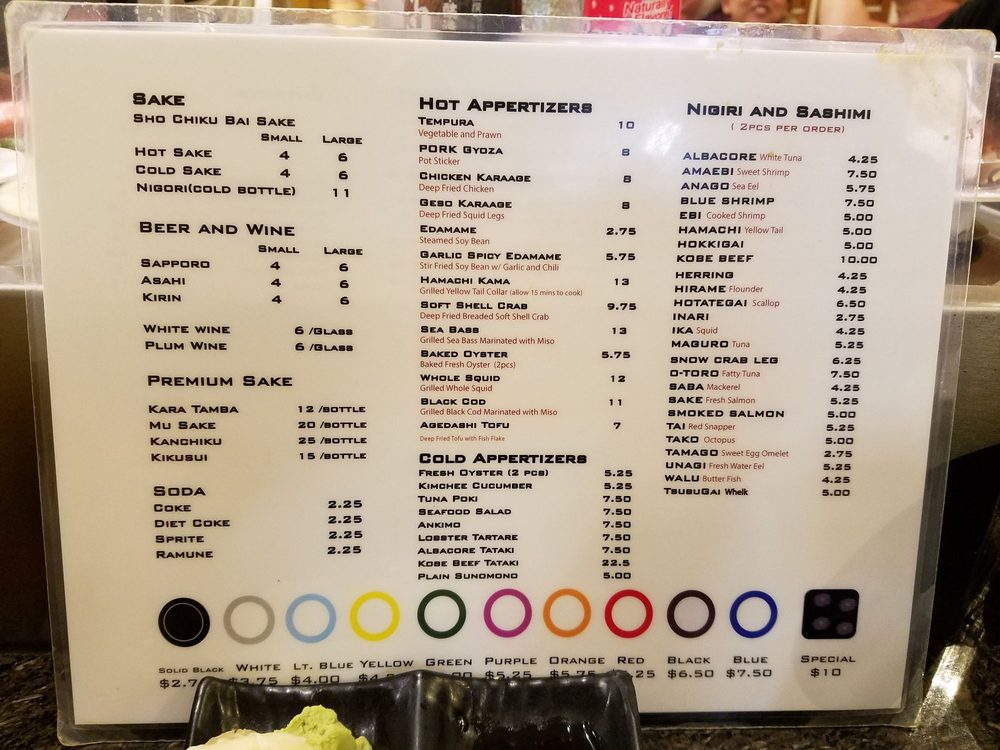 Naturally
Flavored
SAKE
SHO CHIKU BAI SAKE
SMALL LARGE
HOT SAKE 4 6
COLD SAKE 4 6
NIGORI(COLD BOTTLE) 11
BEER AND WINE
SMALL LARGE
SAPPORO 4 6
ASAHI 4 6
KIRIN 4 6
WHITE WINE 6 /GLASS
PLUM WINE 6 /GLASS
PREMIUM SAKE
KARA TAMBA 12 /BOTTLE
MU SAKE 20 /BOTTLE
KANCHIKU 25 /BOTTLE
KIKUSUI 15 /BOTTLE
SODA
COKE 2.25
DIET COKE 2.25
SPRITE 2.25
RAMUNE 2.25
HOT APPERTIZERS
TEMPURA 10
Vegetable and Prawn
PORK GYOZA 8
Pot Sticker
CHICKEN KARAAGE 8
Deep Fried Chicken
GESO KARAAGE 8
Deep Fried Squid Legs
EDAMAME 2.75
Steamed Soy Bean
GARLIC SPICY EDAMAME 5.75
Stir Fried Soy Bean w/ Garlic and Chili
HAMACHI KAMA 13
Grilled Yellow Tail Collar (allow 15 mins to cook)
SOFT SHELL CRAB 9.75
Deep Fried Breaded Soft Shell Crab
SEA BASS 13
Grilled Sea Bass Marinated with Miso
BAKED OYSTER 5.75
Baked Fresh Oyster (2pcs)
WHOLE SQUID 12
Grilled Whole Squid
BLACK COD 11
Grilled Black Cod Marinated with Miso
AGEDASHI TOFU 7
Deep Fried Tofu with Fish Flake
COLD APPERTIZERS
FRESH OYSTER (2 PCS) 5.25
KIMCHEE CUCUMBER 5.25
TUNA POKI 7.50
SEAFOOD SALAD 7.50
ANKIMO 7.50
LOBSTER TARTARE 7.50
ALBACORE TATAKI 7.50
KOBE BEEF TATAKI 22.5
PLAIN SUNOMONO 5.00
NIGIRI AND SASHIMI
( 2PCS PER ORDER)
ALBACORE White Tuna 4.25
AMAEBI Sweet Shrimp 7.50
ANAGO Sea Eel 5.75
BLUE SHRIMP 7.50
EBI Cooked Shrimp 5.00
HAMACHI Yellow Tail 5.00
HOKKIGAI 5.00
KOBE BEEF 10.00
HERRING 4.25
HIRAME Flounder 4.25
HOTATEGAI Scallop 6.50
INARI 2.75
IKA Squid 4.25
MAGURO Tuna 5.25
SNOW CRAB LEG 6.25
O-TORO Fatty Tuna 7.50
SABA Mackerel 4.25
SAKE Fresh Salmon 5.25
SMOKED SALMON 5.00
TAI Red Snapper 5.25
TAKO Octopus 5.00
TAMAGO Sweet Egg Omelet 2.75
UNAGI Fresh Water Eel 5.25
WALU Butter Fish 4.25
TSUBUGAI Whelk 5.00
SOLID BLACK WHITE LT. BLUE YELLOW GREEN PURPLE ORANGE RED BLACK BLUE SPECIAL
$3.75 $4.00 $5.25 $5.75 $6.50 $7.50 $10